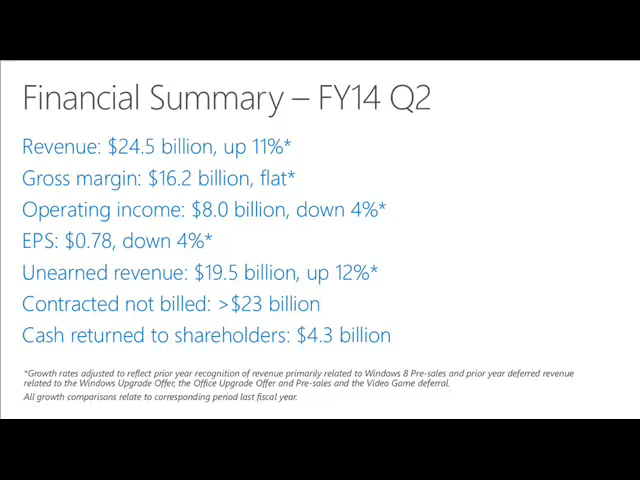 Financial Summary – FY14 Q2
Revenue: $24.5 billion, up 11%*
Gross margin: $16.2 billion, flat*
Operating income: $8.0 billion, down 4%*
EPS: $0.78, down 4%*
Unearned revenue: $19.5 billion, up 12%*
Contracted not billed: >$23 billion
Cash returned to shareholders: $4.3 billion
*Growth rates adjusted to reflect prior year recognition of revenue primarily related to Windows 8 Pre-sales and prior year deferred revenue
related to the Windows Upgrade Offer, the Office Upgrade Offer and Pre-sales and the Video Game deferral.
All growth comparisons relate to corresponding period last fiscal year.